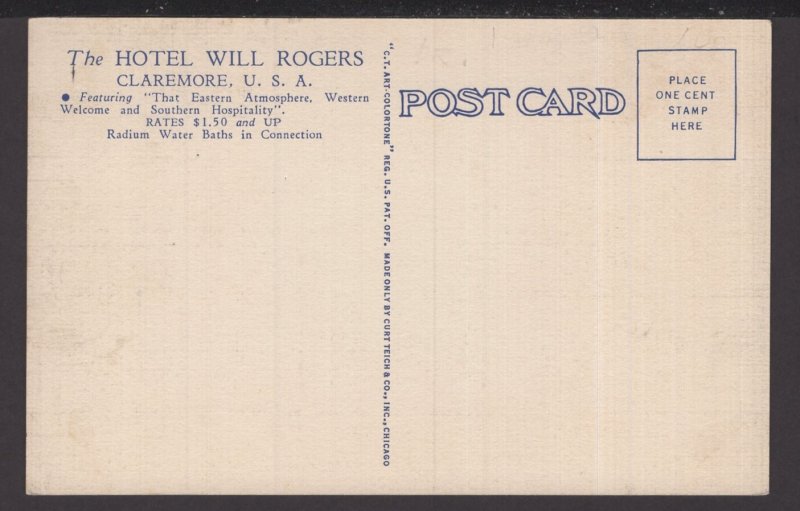 The HOTEL WILL ROGERS
CLAREMORE, U. S. A.
● Featuring "That Eastern Atmosphere, Western
Welcome and Southern Hospitality".
RATES $1.50 and UP
Radium Water Baths in Connection
"C.T. ART-COLORTONE" REG. U.S. PAT. OFF. MADE ONLY BY CURT TEICH & CO., INC., CHICAGO
POST CARD
PLACE
ONE CENT
STAMP
HERE